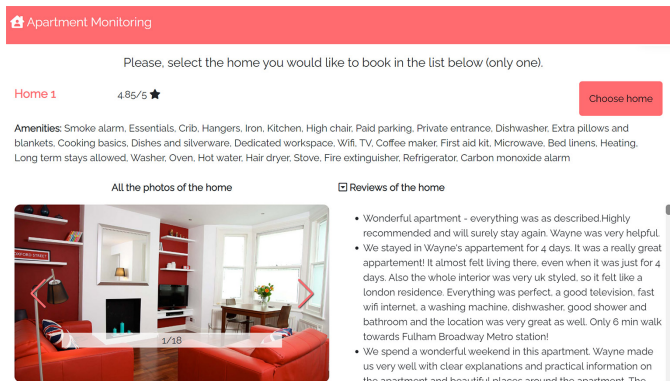 Apartment Monitoring
Please, select the home you would like to book in the list below (only one).
Home 1
4.85/5
Choose home
Amenities: Smoke alarm, Essentials, Crib, Hangers, Iron, Kitchen, High chair, Paid parking, Private entrance, Dishwasher, Extra pillows and
blankets, Cooking basics, Dishes and silverware, Dedicated workspace, Wifi, TV, Coffee maker, First aid kit, Microwave, Bed linens, Heating,
Long term stays allowed, Washer, Oven, Hot water, Hair dryer, Stove, Fire extinguisher, Refrigerator, Carbon monoxide alarm
All the photos of the home
1/18
Reviews of the home
Wonderful apartment - everything was as described.Highly
recommended and will surely stay again. Wayne was very helpful.
We stayed in Wayne's appartement for 4 days. It was a really great
appartement! It almost felt living there, even when it was just for 4
days. Also the whole interior was very uk styled, so it felt like a
london residence. Everything was perfect, a good television, fast
wifi internet, a washing machine, dishwasher, good shower and
bathroom and the location was very great as well. Only 6 min walk
towards Fulham Broadway Metro station!
We spend a wonderful weekend in this apartment. Wayne made
us very well with clear explanations and practical information on
the apartment and beautiful places around the apartment. The